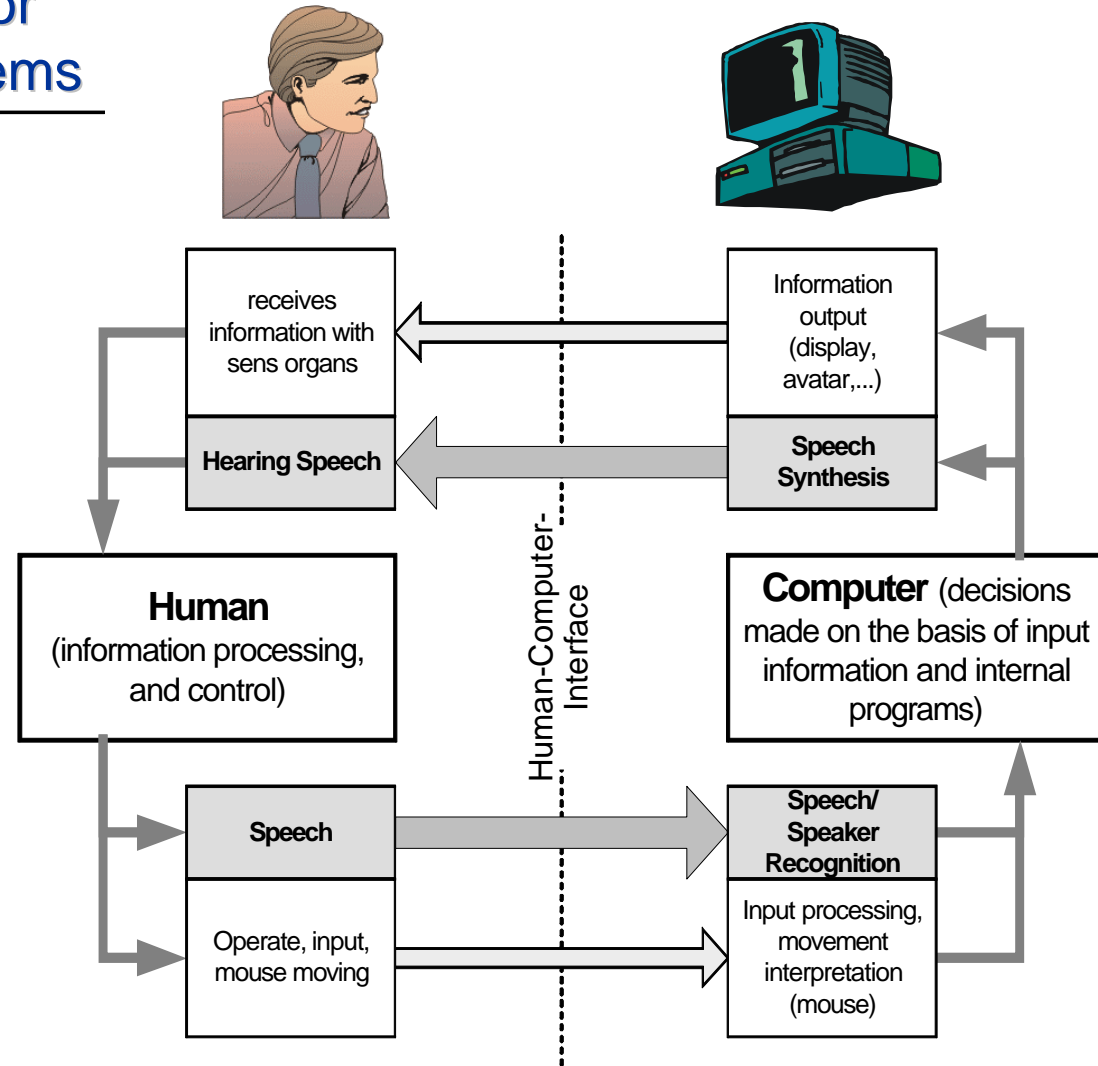 or
ems
receives
information with
sens organs
Hearing Speech
Information
output
(display,
avatar,...)
Speech
Synthesis
Human-Computer-
Interface
Human
(information processing,
and control)
Computer (decisions
made on the basis of input
information and internal
programs)
Speech
Operate, input,
mouse moving
Speech/
Speaker
Recognition
Input processing,
movement
interpretation
(mouse)